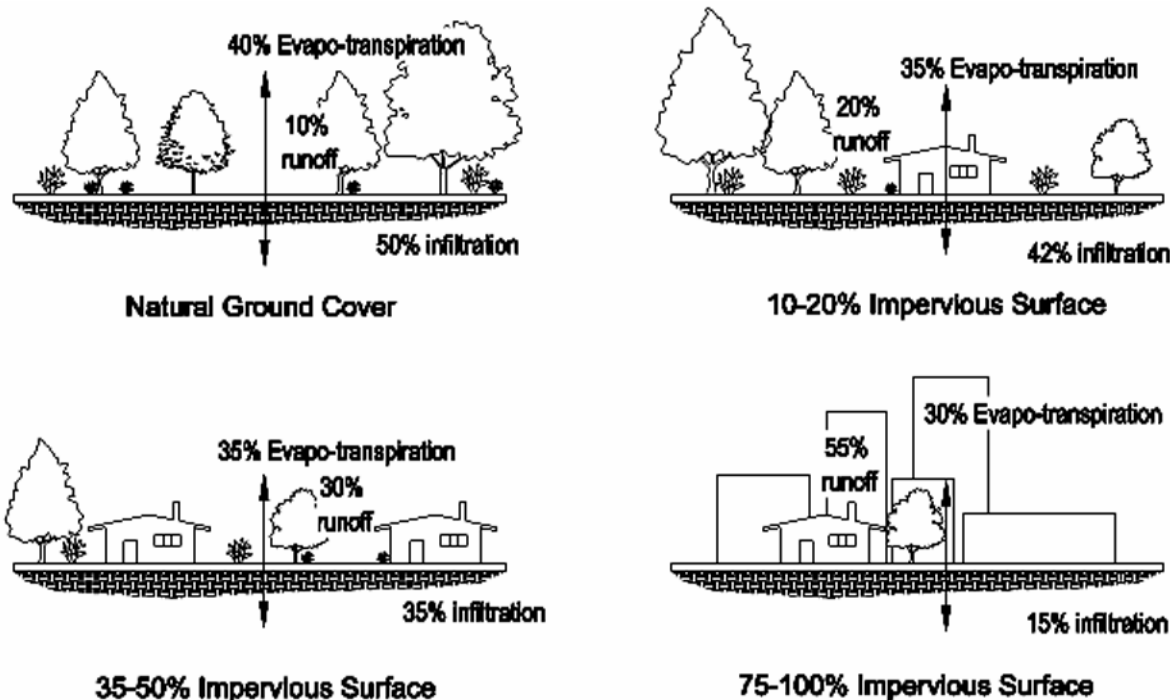 40% Evapo-transpiration
10%
runoff
50% infiltration
Natural Ground Cover
35% Evapo-transpiration
20%
runoff
42% infiltration
10-20% Impervious Surface
35% Evapo-transpiration
30%
runoff
35% infiltration
35-50% Impervious Surface
30% Evapo-transpiration
55%
runoff
15% infiltration
75-100% Impervious Surface